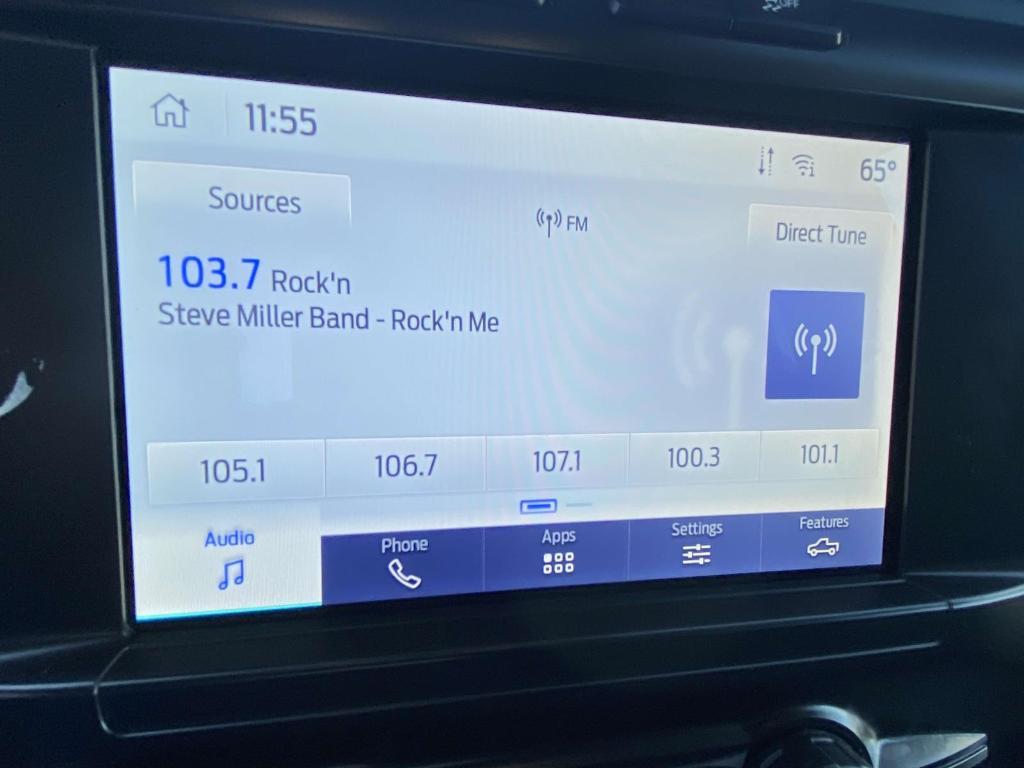 OFF
11:55
65°
Sources
FM
Direct Tune
103.7 Rock'n
Steve Miller Band - Rock'n Me
105.1
106.7
107.1
100.3
101.1
Audio
Phone
Apps
Settings
Features